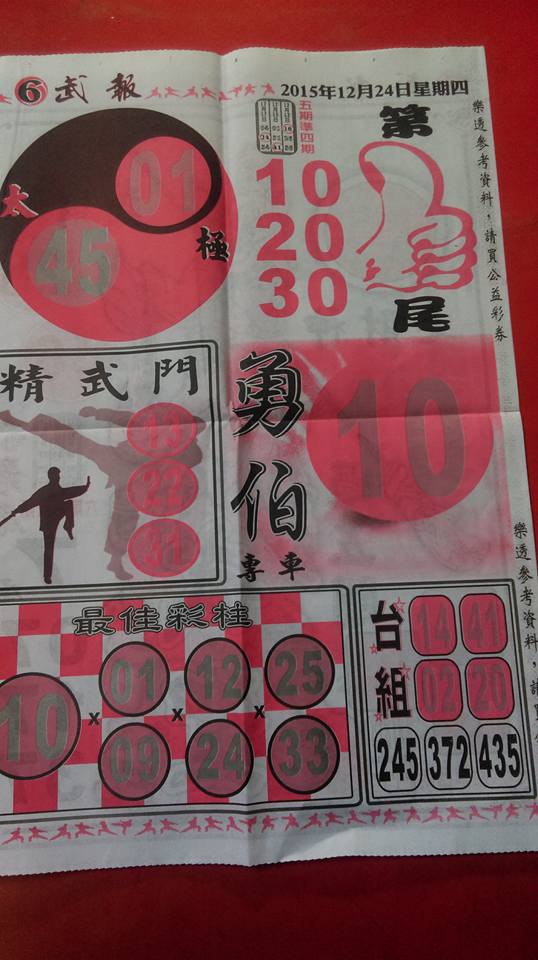 6 武報
2015年12月24日星期四
太極
01
45
五期準四期
第尾
10
20
30
樂透參考資料，請買公益彩券
精武門
13
22
31
勇伯
專車
10
樂透參考資料，請
最佳彩柱
10 x 01 x 12 x 25
09 24 33
台組
14 41
02 20
245 372 435